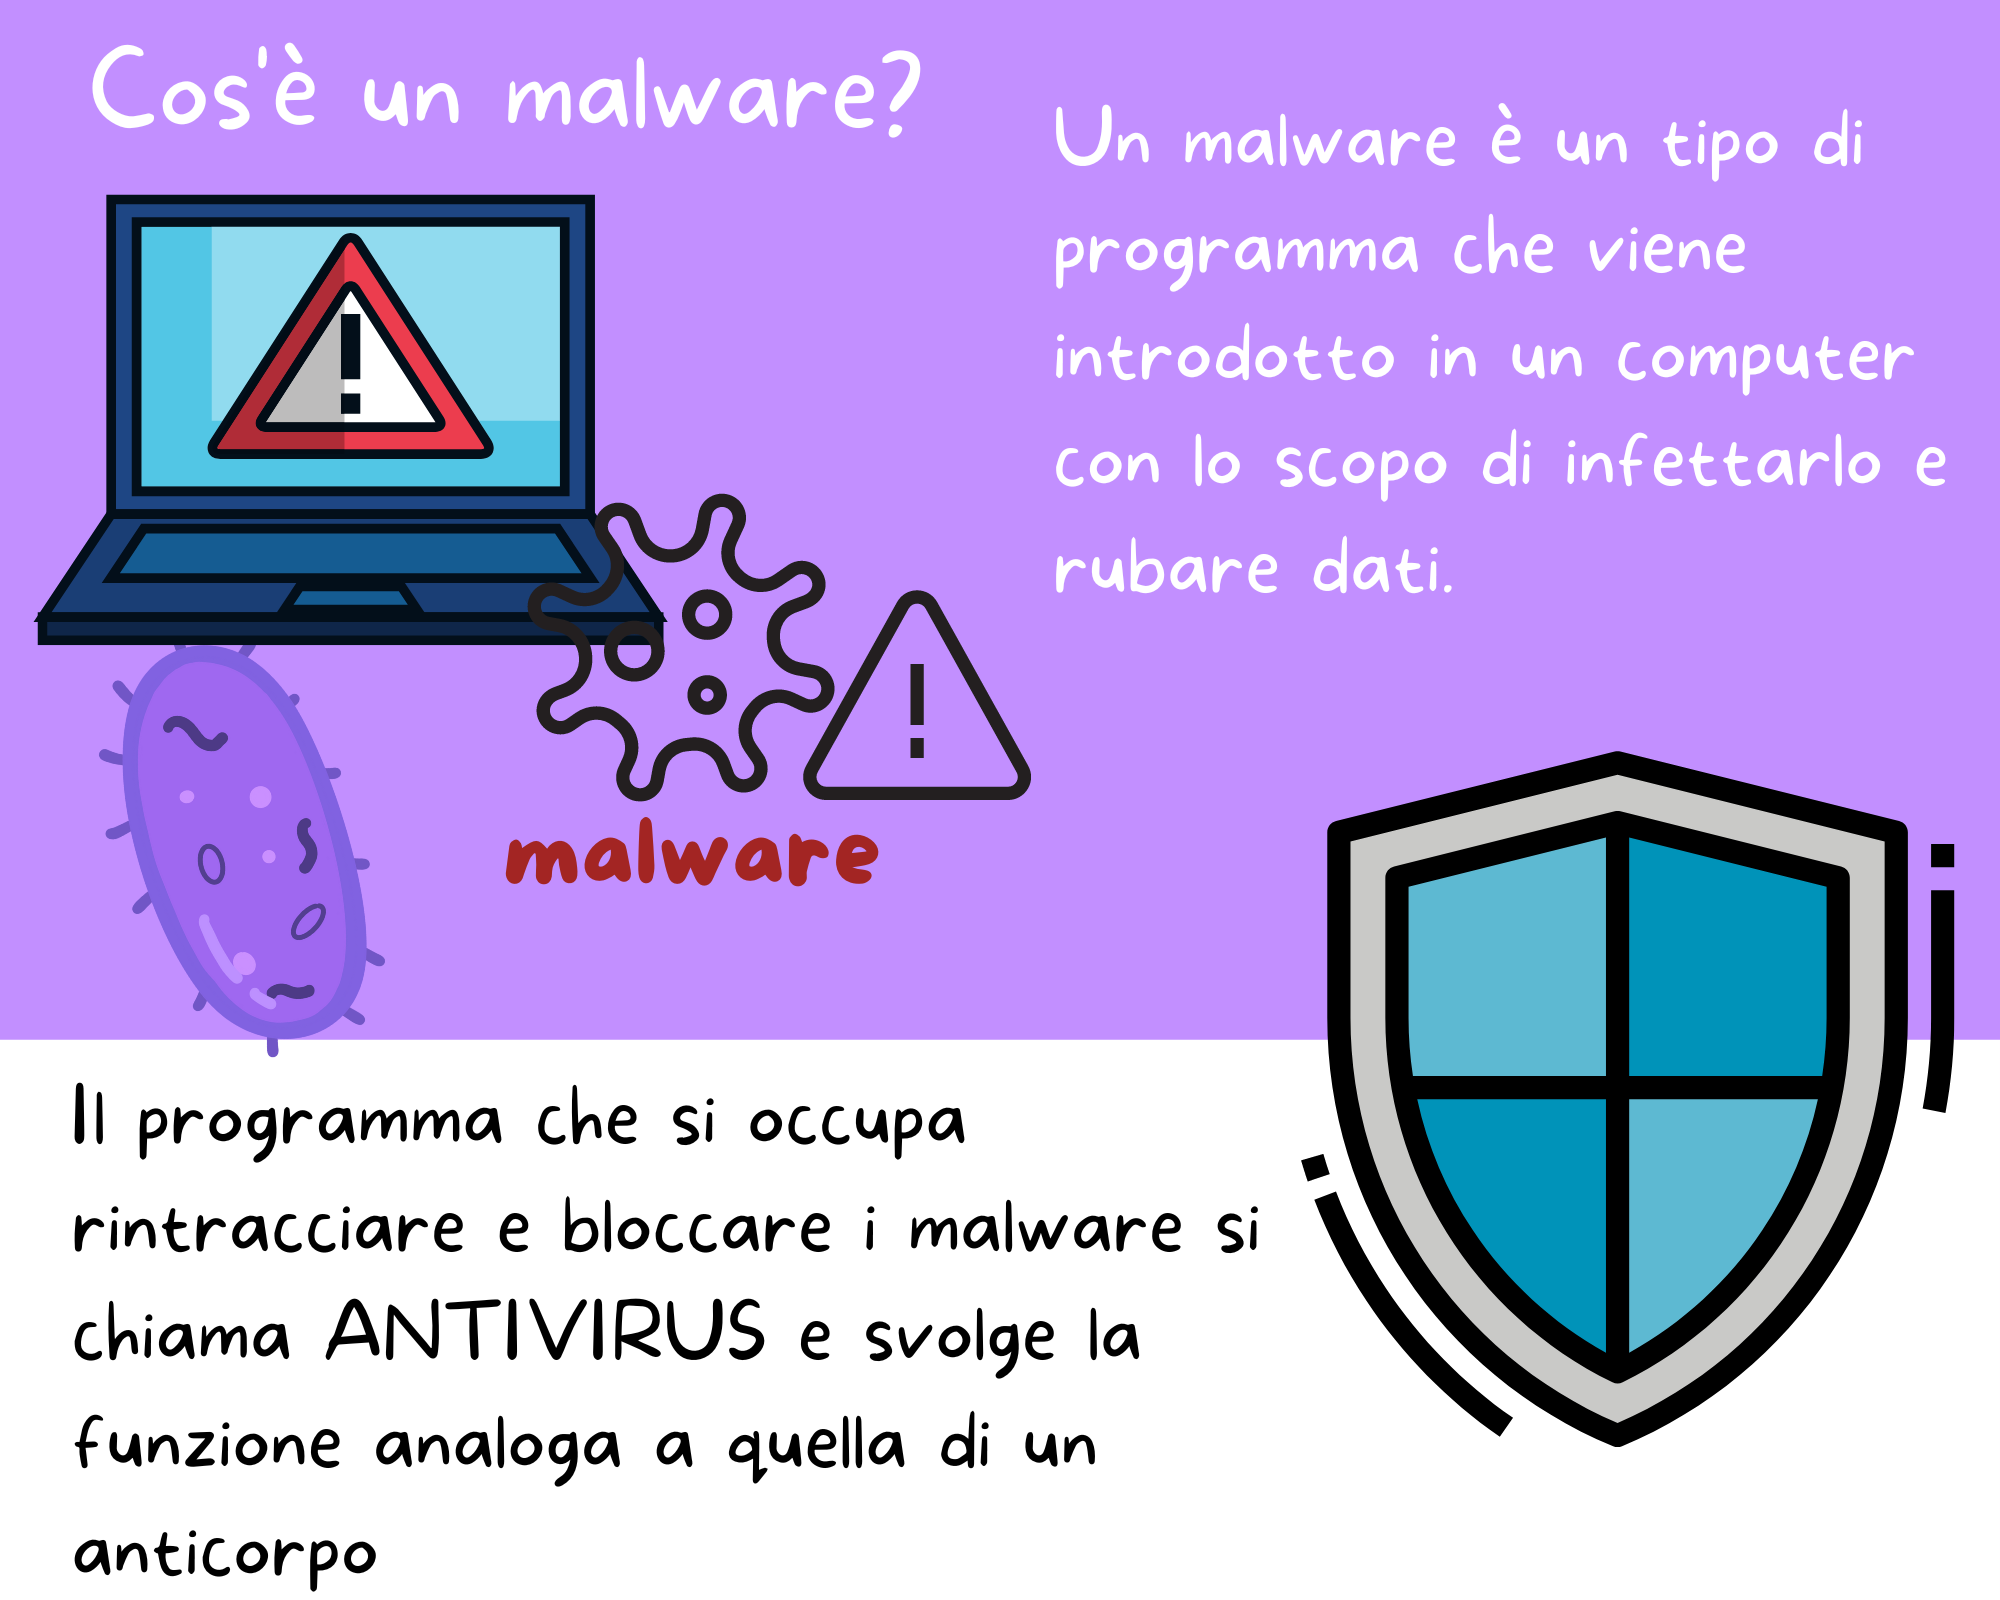 Cos'è un malware?
Un malware è un tipo di
programma che viene
introdotto in un computer
con lo scopo di infettarlo e
rubare dati.
!
!
malware
Il programma che si occupa
rintracciare e bloccare i malware si
chiama ANTIVIRUS e svolge la
funzione analoga a quella di un
anticorpo